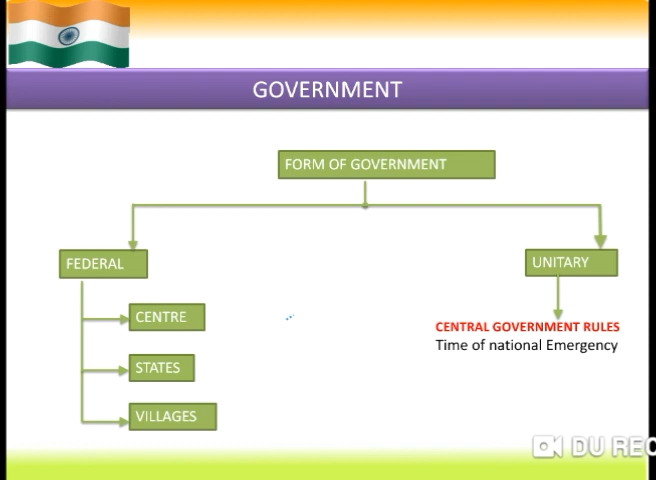 GOVERNMENT
FORM OF GOVERNMENT
FEDERAL
UNITARY
CENTRE
CENTRAL GOVERNMENT RULES
Time of national Emergency
STATES
VILLAGES
DU REC